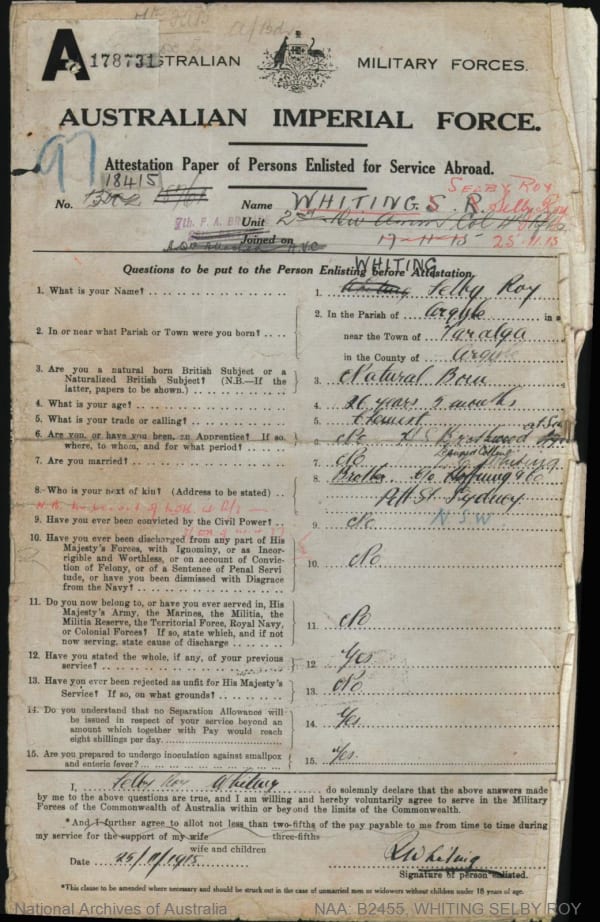 A 178731
AUSTRALIAN MILITARY FORCES.
AUSTRALIAN IMPERIAL FORCE.
97
Attestation Paper of Persons Enlisted for Service Abroad.
18415
SELBY ROY
No. Name WHITING. S. R. Selby Roy
7th. F. A. Unit 2nd Div Amm Col
Joined on 17-11-15 25.11.15
Questions to be put to the Person Enlisting before Attestation.
WHITING
1. What is your Name? 1. Selby Roy
2. In or near what Parish or Town were you born? 2. In the Parish of Argyle in
near the Town of Taralga
in the County of Argyle
3. Are you a natural born British Subject or a
Naturalized British Subject? (N.B.—If the
latter, papers to be shown.) 3. Natural Born
4. What is your age? 4. 26 years 2 months
5. What is your trade or calling? 5. Chemist
6. Are you, or have you been, an Apprentice? If so,
where, to whom, and for what period? 6.
7. Are you married? 7. No
8. Who is your next of kin? (Address to be stated) 8. Brother c/o Hoffnung & Co
Pitt St. Sydney
N.S.W.
9. Have you ever been convicted by the Civil Power? 9. No
10. Have you ever been discharged from any part of His
Majesty's Forces, with Ignominy, or as Incor-
rigible and Worthless, or on account of Convic-
tion of Felony, or of a Sentence of Penal Servi
tude, or have you been dismissed with Disgrace
from the Navy? 10. No
11. Do you now belong to, or have you ever served in, His
Majesty's Army, the Marines, the Militia, the
Militia Reserve, the Territorial Force, Royal Navy,
or Colonial Forces? If so, state which, and if not
now serving, state cause of discharge 11. No
12. Have you stated the whole, if any, of your previous
service? 12. Yes
13. Have you ever been rejected as unfit for His Majesty's
Service? If so, on what grounds? 13. No
14. Do you understand that no Separation Allowance will
be issued in respect of your service beyond an
amount which together with Pay would reach
eight shillings per day. 14. Yes
15. Are you prepared to undergo inoculation against smallpox
and enteric fever? 15. Yes.
I, Selby Roy Whiting do solemnly declare that the above answers made
by me to the above questions are true, and I am willing and hereby voluntarily agree to serve in the Military
Forces of the Commonwealth of Australia within or beyond the limits of the Commonwealth.
*And I further agree to allot not less than two-fifths of the pay payable to me from time to time during
three-fifths
my service for the support of my wife
wife and children
Date 25/11/1915 S R Whiting
Signature of person enlisted.
*This clause to be amended where necessary and should be struck out in the case of unmarried men or widowers without children under 18 years of age.
National Archives of Australia NAA: B2455, WHITING SELBY ROY